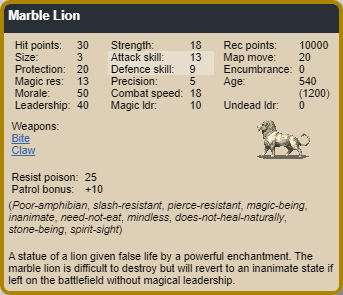 Marble Lion
Hit points: 30 Strength: 18 Rec points: 10000
Size: 3 Attack skill: 13 Map move: 20
Protection: 20 Defence skill: 9 Encumbrance: 0
Magic res: 13 Precision: 5 Age: 540
Morale: 50 Combat speed: 18 (1200)
Leadership: 40 Magic ldr: 10 Undead ldr: 0
Weapons:
Bite
Claw
Resist poison: 25
Patrol bonus: +10
(Poor-amphibian, slash-resistant, pierce-resistant, magic-being,
inanimate, need-not-eat, mindless, does-not-heal-naturally,
stone-being, spirit-sight)
A statue of a lion given false life by a powerful enchantment. The
marble lion is difficult to destroy but will revert to an inanimate state if
left on the battlefield without magical leadership.